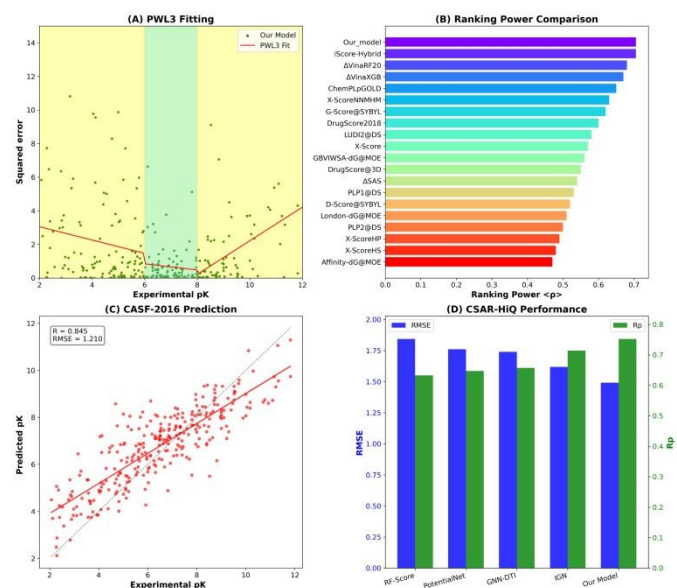 (A) PWL3 Fitting
Our Model
PWL3 Fit
Squared error
14
12
10
8
6
4
2
0
2
4
6
8
10
12
Experimental pK
(B) Ranking Power Comparison
Our_model
iScore-Hybrid
ΔVinaRF20
ΔVinaXGB
ChemPLP@GOLD
X-ScoreNNMHM
G-Score@SYBYL
DrugScore2018
LUDI2@DS
X-Score
GBVIWSA-dG@MOE
DrugScore@3D
ΔSAS
PLP1@DS
D-Score@SYBYL
London-dG@MOE
PLP2@DS
X-ScoreHP
X-ScoreHS
Affinity-dG@MOE
0.0
0.1
0.2
0.3
0.4
0.5
0.6
0.7
Ranking Power <ρ>
(C) CASF-2016 Prediction
R = 0.845
RMSE = 1.210
Predicted pK
12
10
8
6
4
2
2
4
6
8
10
12
Experimental pK
(D) CSAR-HiQ Performance
RMSE
Rp
RMSE
2.00
1.75
1.50
1.25
1.00
0.75
0.50
0.25
0.00
0.8
0.7
0.6
0.5
0.4
0.3
0.2
0.1
0.0
Rp
RF-Score
PotentialNet
GNN-DTI
IGN
Our Model